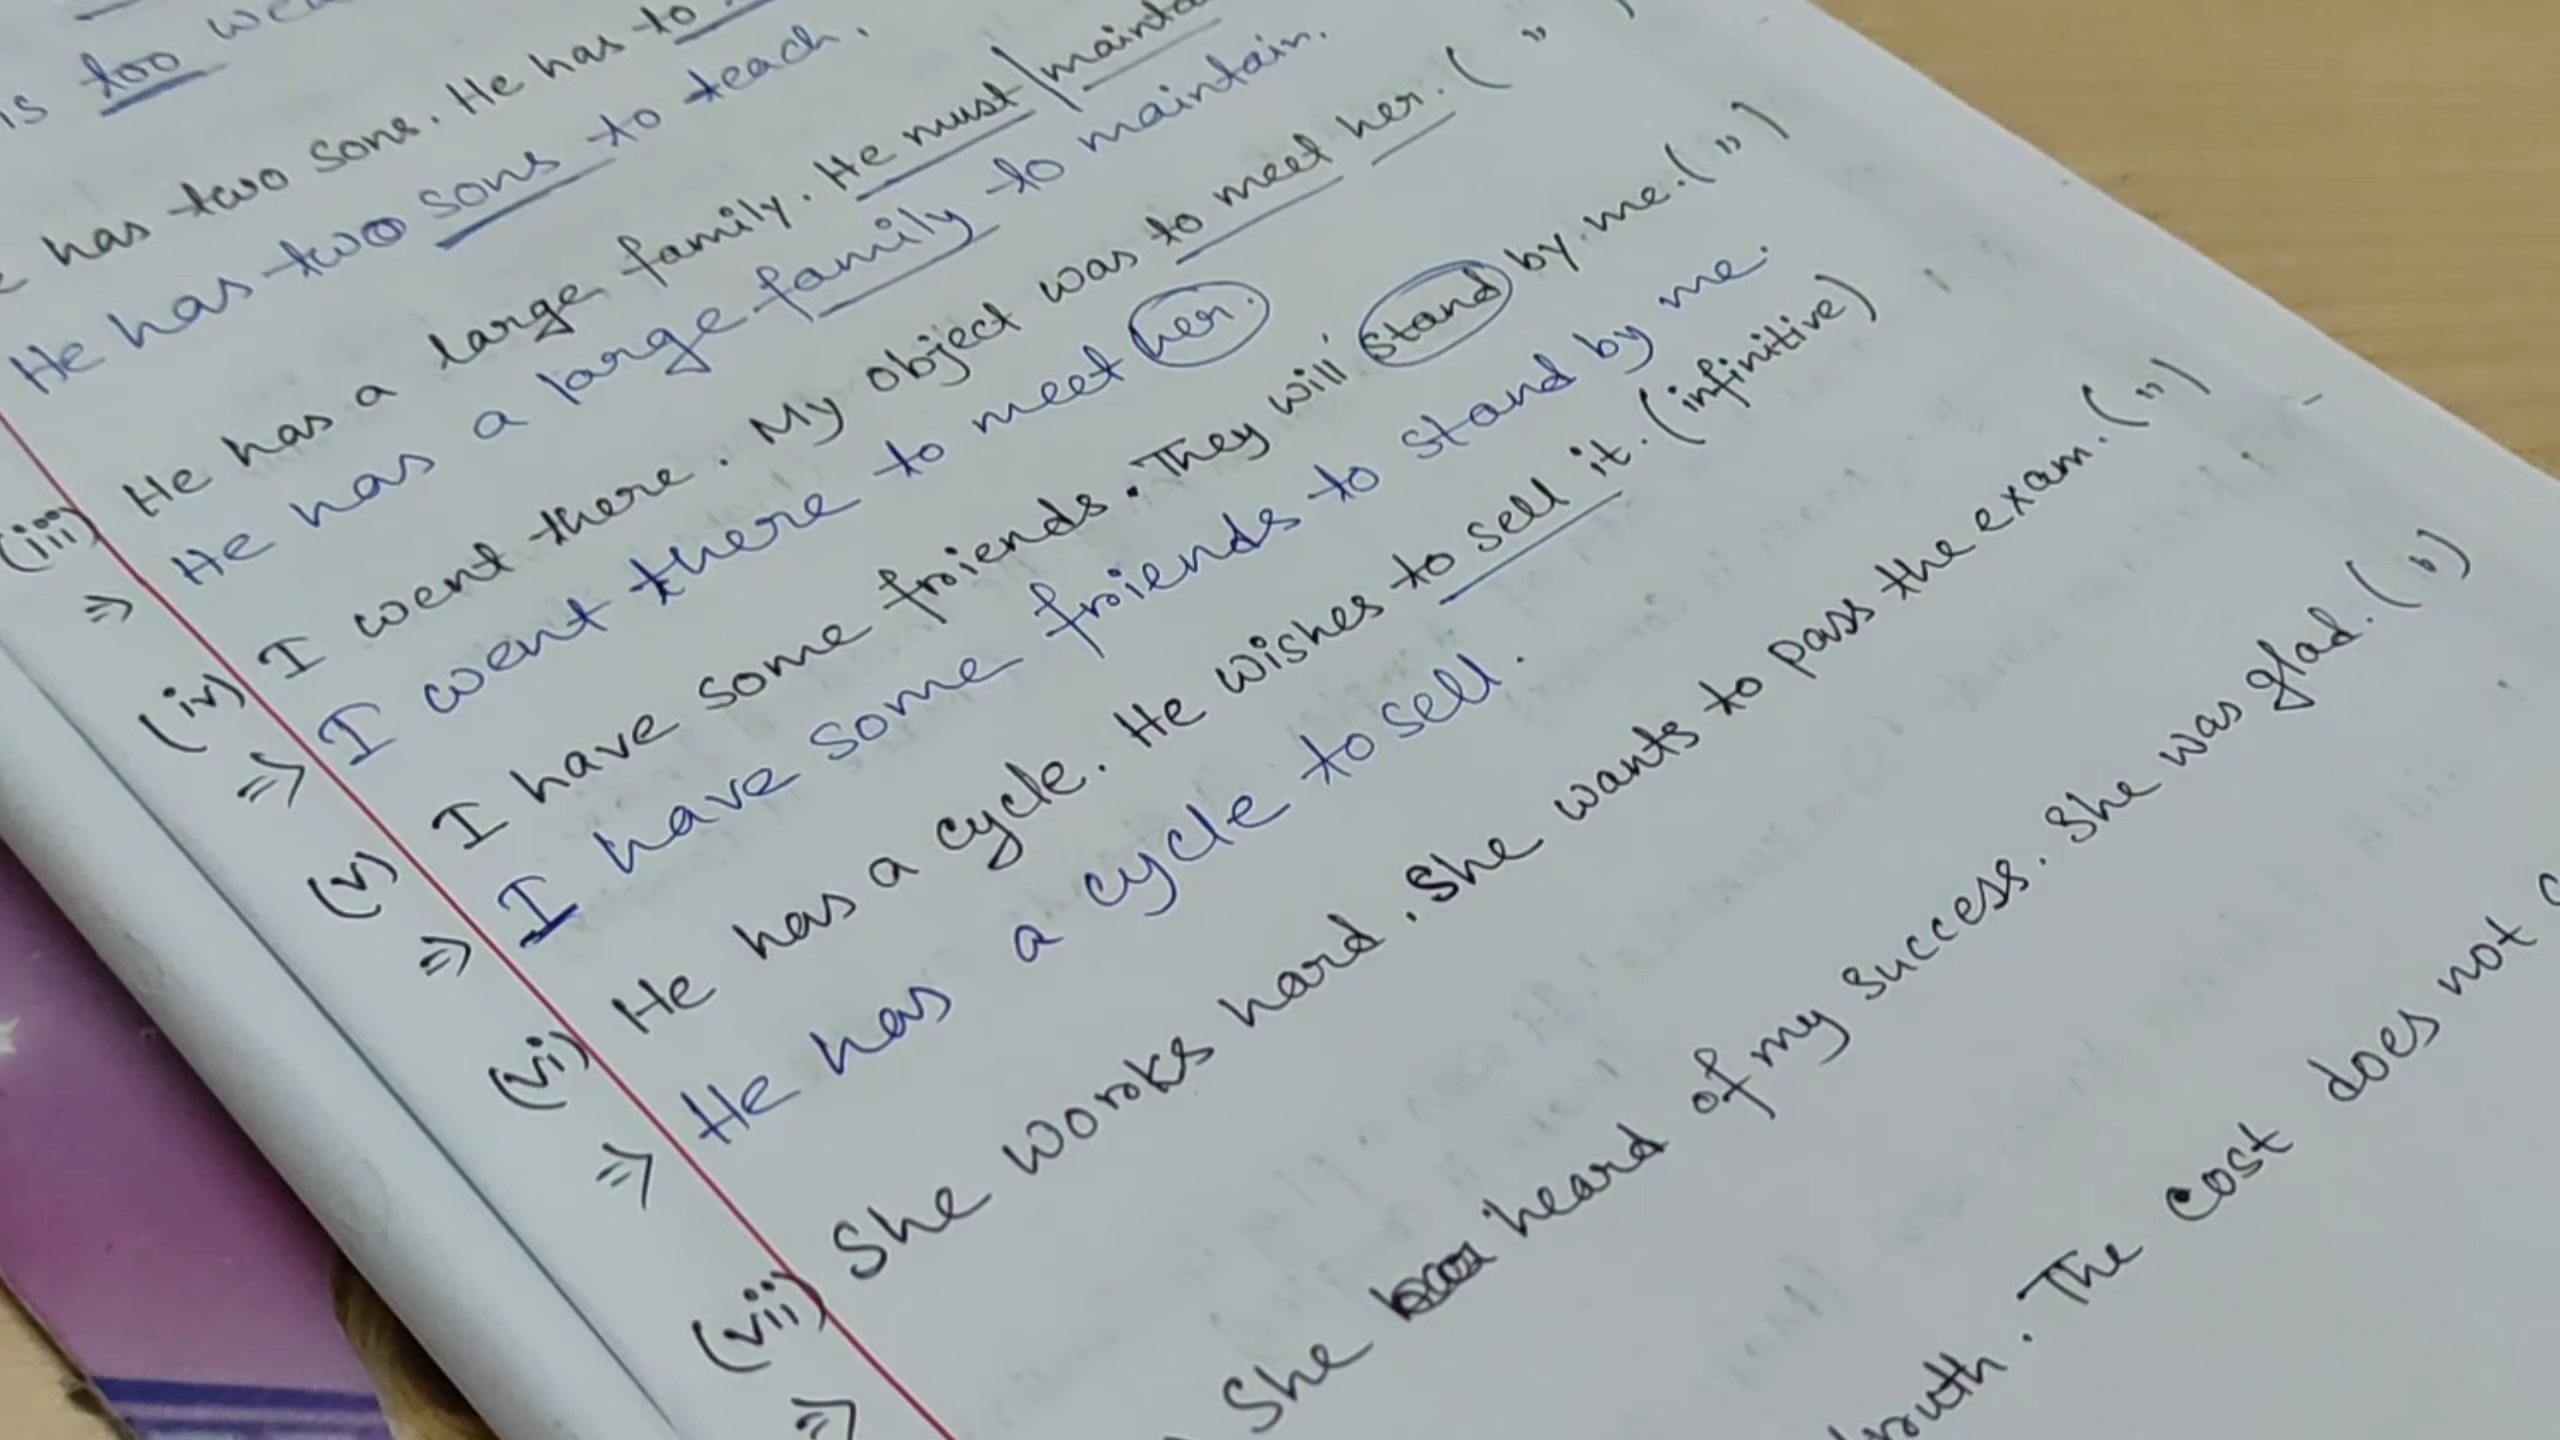 is too
has two sons. He has to
He has two sons to teach.
(iii) He has a large family. He must maintain
⇒ He has a large family to maintain.
(iv) I went there. My object was to meet her. (")
⇒ I went there to meet her.
(v) I have some friends. They will stand by me. (")
⇒ I have some friends to stand by me.
(vi) He has a cycle. He wishes to sell it. (infinitive)
⇒ He has a cycle to sell.
(vii) She works hard. She wants to pass the exam. (")
⇒
She heard of my success. She was glad. (")
truth. The cost does not